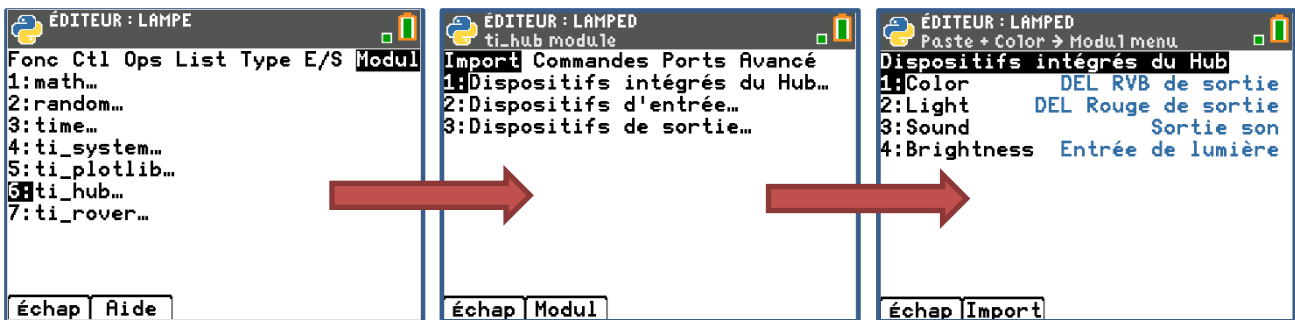 ÉDITEUR : LAMPE
Fonc Ctl Ops List Type E/S Modul
1:math…
2:random…
3:time…
4:ti_system…
5:ti_plotlib…
6:ti_hub…
7:ti_rover…
Échap Aide
ÉDITEUR : LAMPED
ti_hub module
Import Commandes Ports Avancé
1:Dispositifs intégrés du Hub…
2:Dispositifs d'entrée…
3:Dispositifs de sortie…
Échap Modul
ÉDITEUR : LAMPED
Paste + Color → Modul menu
Dispositifs intégrés du Hub
1:Color DEL RVB de sortie
2:Light DEL Rouge de sortie
3:Sound Sortie son
4:Brightness Entrée de lumière
Échap Import